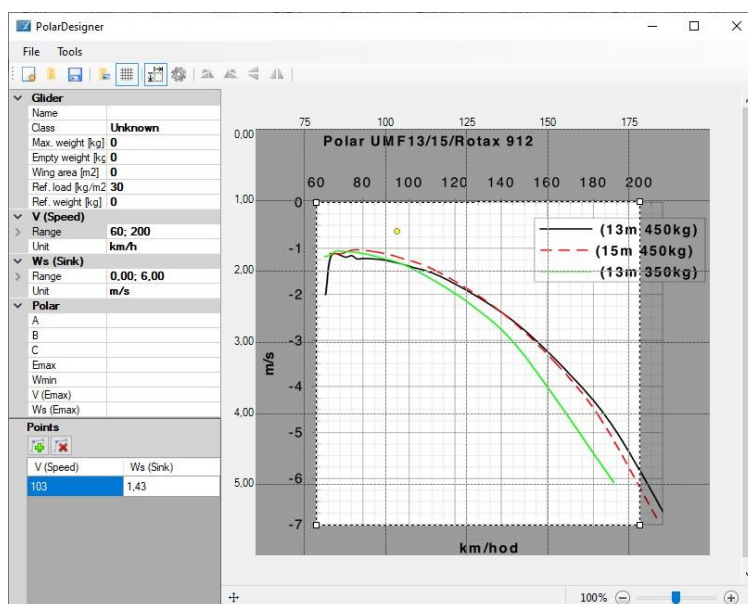 PolarDesigner
File Tools
Glider
Name
Class Unknown
Max. weight [kg] 0
Empty weight [kg 0
Wing area [m2] 0
Ref. load [kg/m2 30
Ref. weight [kg] 0
V (Speed)
Range 60; 200
Unit km/h
Ws (Sink)
Range 0,00; 6,00
Unit m/s
Polar
A
B
C
Emax
Wmin
V (Emax)
Ws (Emax)
Points
V (Speed) Ws (Sink)
103 1,43
75 100 125 150 175
0,00
1,00
2,00
3,00
4,00
5,00
Polar UMF13/15/Rotax 912
60 80 100 120 140 160 180 200
0
-1
-2
-3
-4
-5
-6
-7
m/s
(13m 450kg)
(15m 450kg)
(13m 350kg)
km/hod
100%